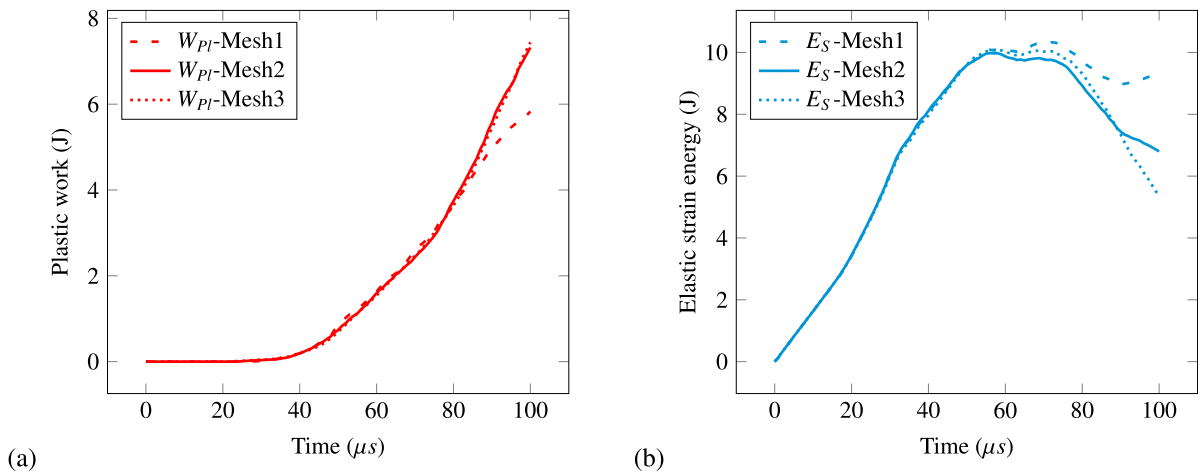 8
6
4
2
0
Plastic work (J)
W_Pl-Mesh1
W_Pl-Mesh2
W_Pl-Mesh3
0 20 40 60 80 100
Time (μs)
(a)
10
8
6
4
2
0
Elastic strain energy (J)
E_S-Mesh1
E_S-Mesh2
E_S-Mesh3
0 20 40 60 80 100
Time (μs)
(b)